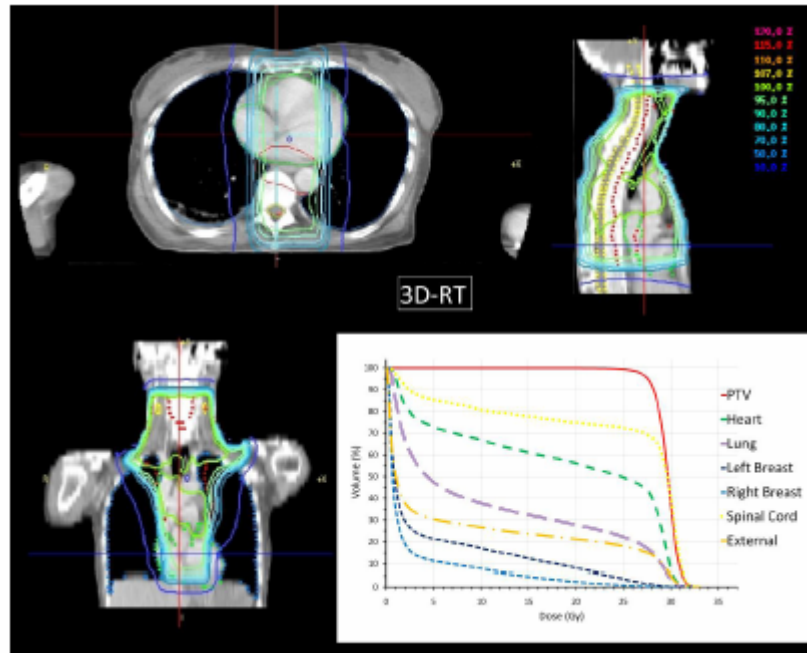 120,0 %
115,0 %
110,0 %
107,0 %
100,0 %
95,0 %
90,0 %
80,0 %
70,0 %
50,0 %
3D-RT
100
90
80
70
60
50
40
30
20
10
0
Volume (%)
0
5
10
15
20
25
30
35
Dose (Gy)
PTV
Heart
Lung
Left Breast
Right Breast
Spinal Cord
External